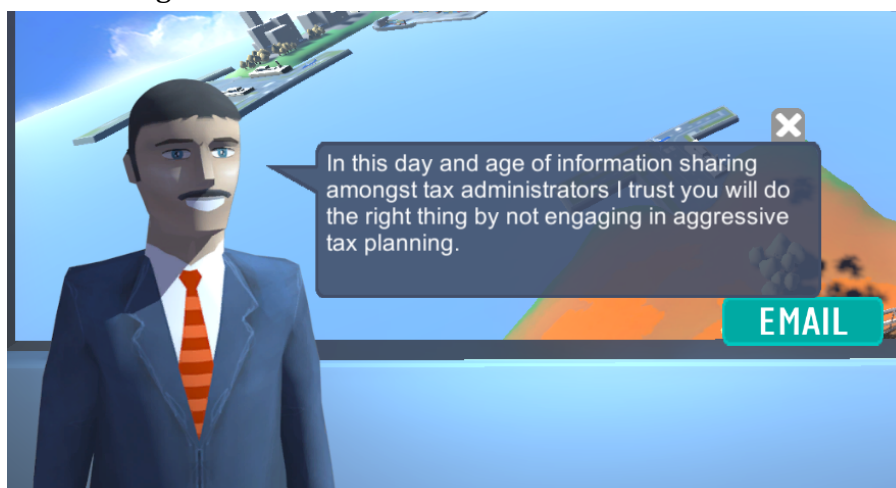 In this day and age of information sharing
amongst tax administrators I trust you will do
the right thing by not engaging in aggressive
tax planning.
EMAIL